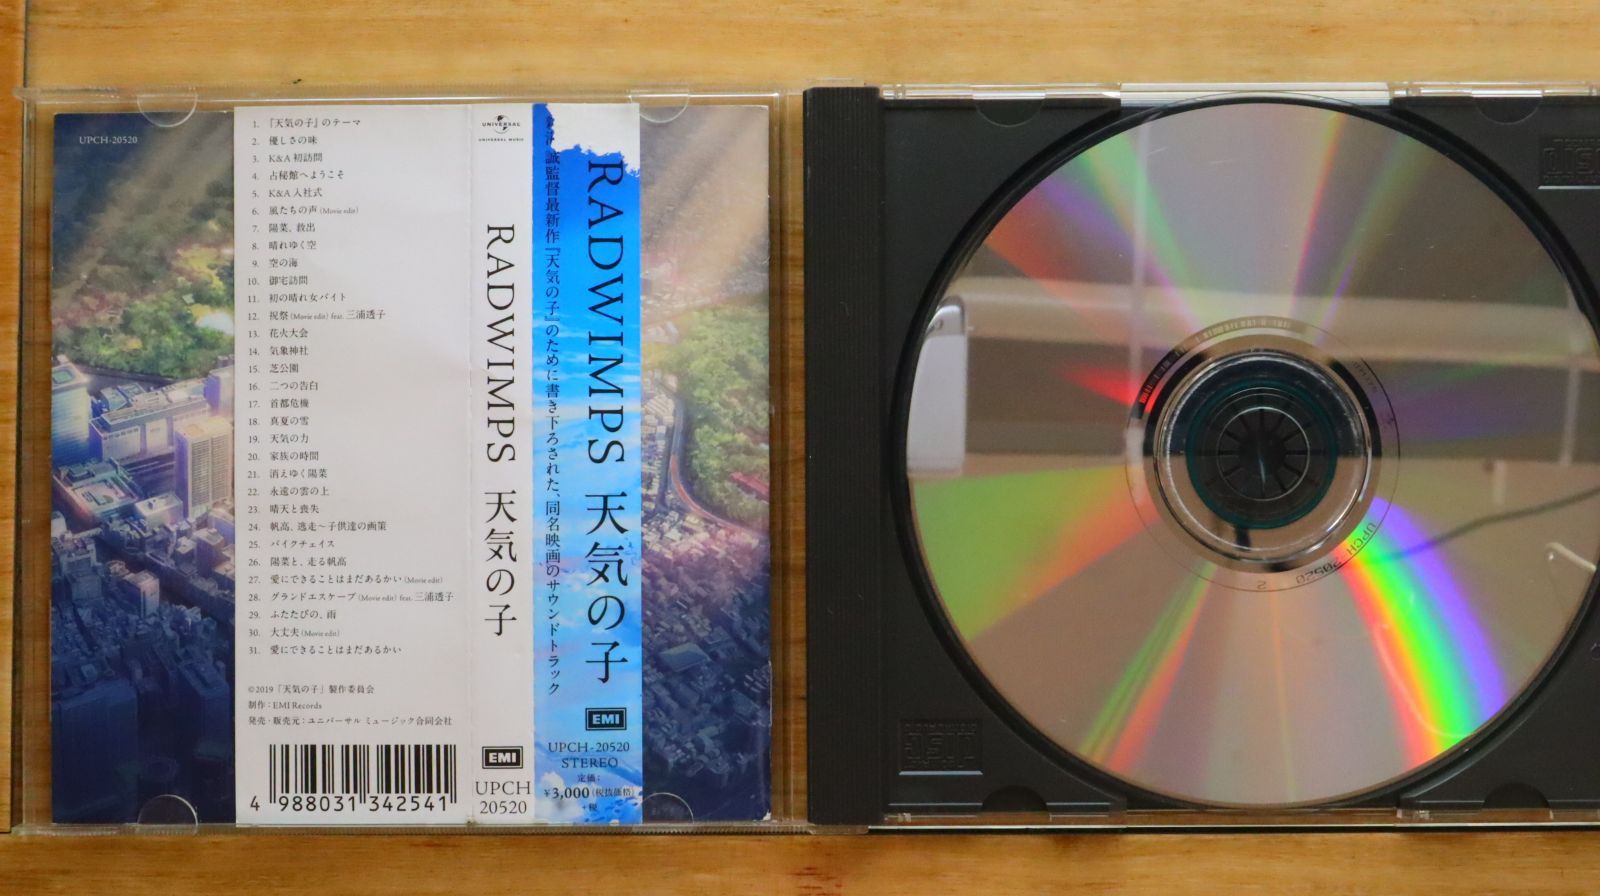 UPCH-20520
1. 『天気の子』のテーマ
2. 優しさの味
3. K&A 初訪問
4. 占秘館へようこそ
5. K&A 入社式
6. 風たちの声 (Movie edit)
7. 陽菜、救出
8. 晴れゆく空
9. 空の海
10. 御宅訪問
11. 初の晴れ女バイト
12. 祝祭 (Movie edit) feat. 三浦透子
13. 花火大会
14. 気象神社
15. 芝公園
16. 二つの告白
17. 首都危機
18. 真夏の雪
19. 天気の力
20. 家族の時間
21. 消えゆく陽菜
22. 永遠の雲の上
23. 晴天と喪失
24. 帆高、逃走〜子供達の画策
25. バイクチェイス
26. 陽菜と、走る帆高
27. 愛にできることはまだあるかい (Movie edit)
28. グランドエスケープ (Movie edit) feat. 三浦透子
29. ふたたびの、雨
30. 大丈夫 (Movie edit)
31. 愛にできることはまだあるかい
©2019「天気の子」製作委員会
制作：EMI Records
発売・販売元：ユニバーサル ミュージック合同会社
4 988031 342541
UNIVERSAL
UNIVERSAL MUSIC
RADWIMPS 天気の子
EMI
UPCH
20520
誠監督最新作『天気の子』のために書き下ろされた、同名映画のサウンドトラック
RADWIMPS 天気の子
EMI
UPCH-20520
STEREO
定価：
¥3,000 (税抜価格)
+税
UPCH 20520 2